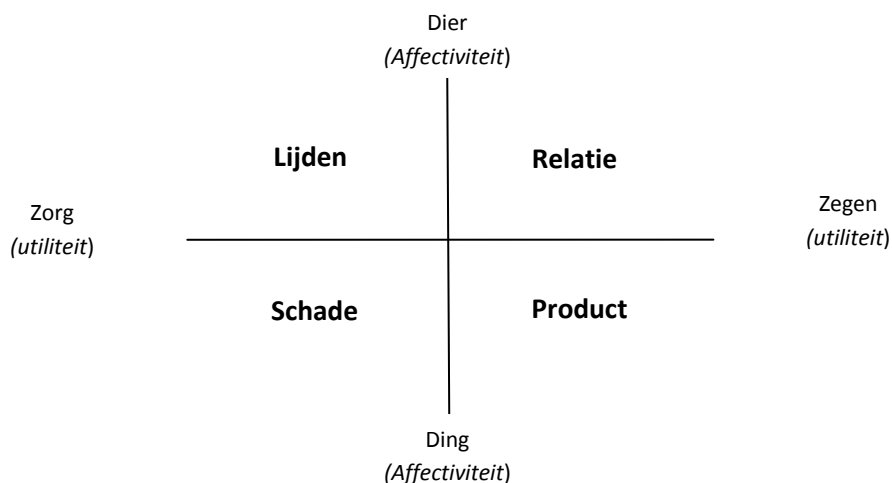 Dier
(Affectiviteit)
Lijden
Relatie
Zorg
(utiliteit)
Zegen
(utiliteit)
Schade
Product
Ding
(Affectiviteit)